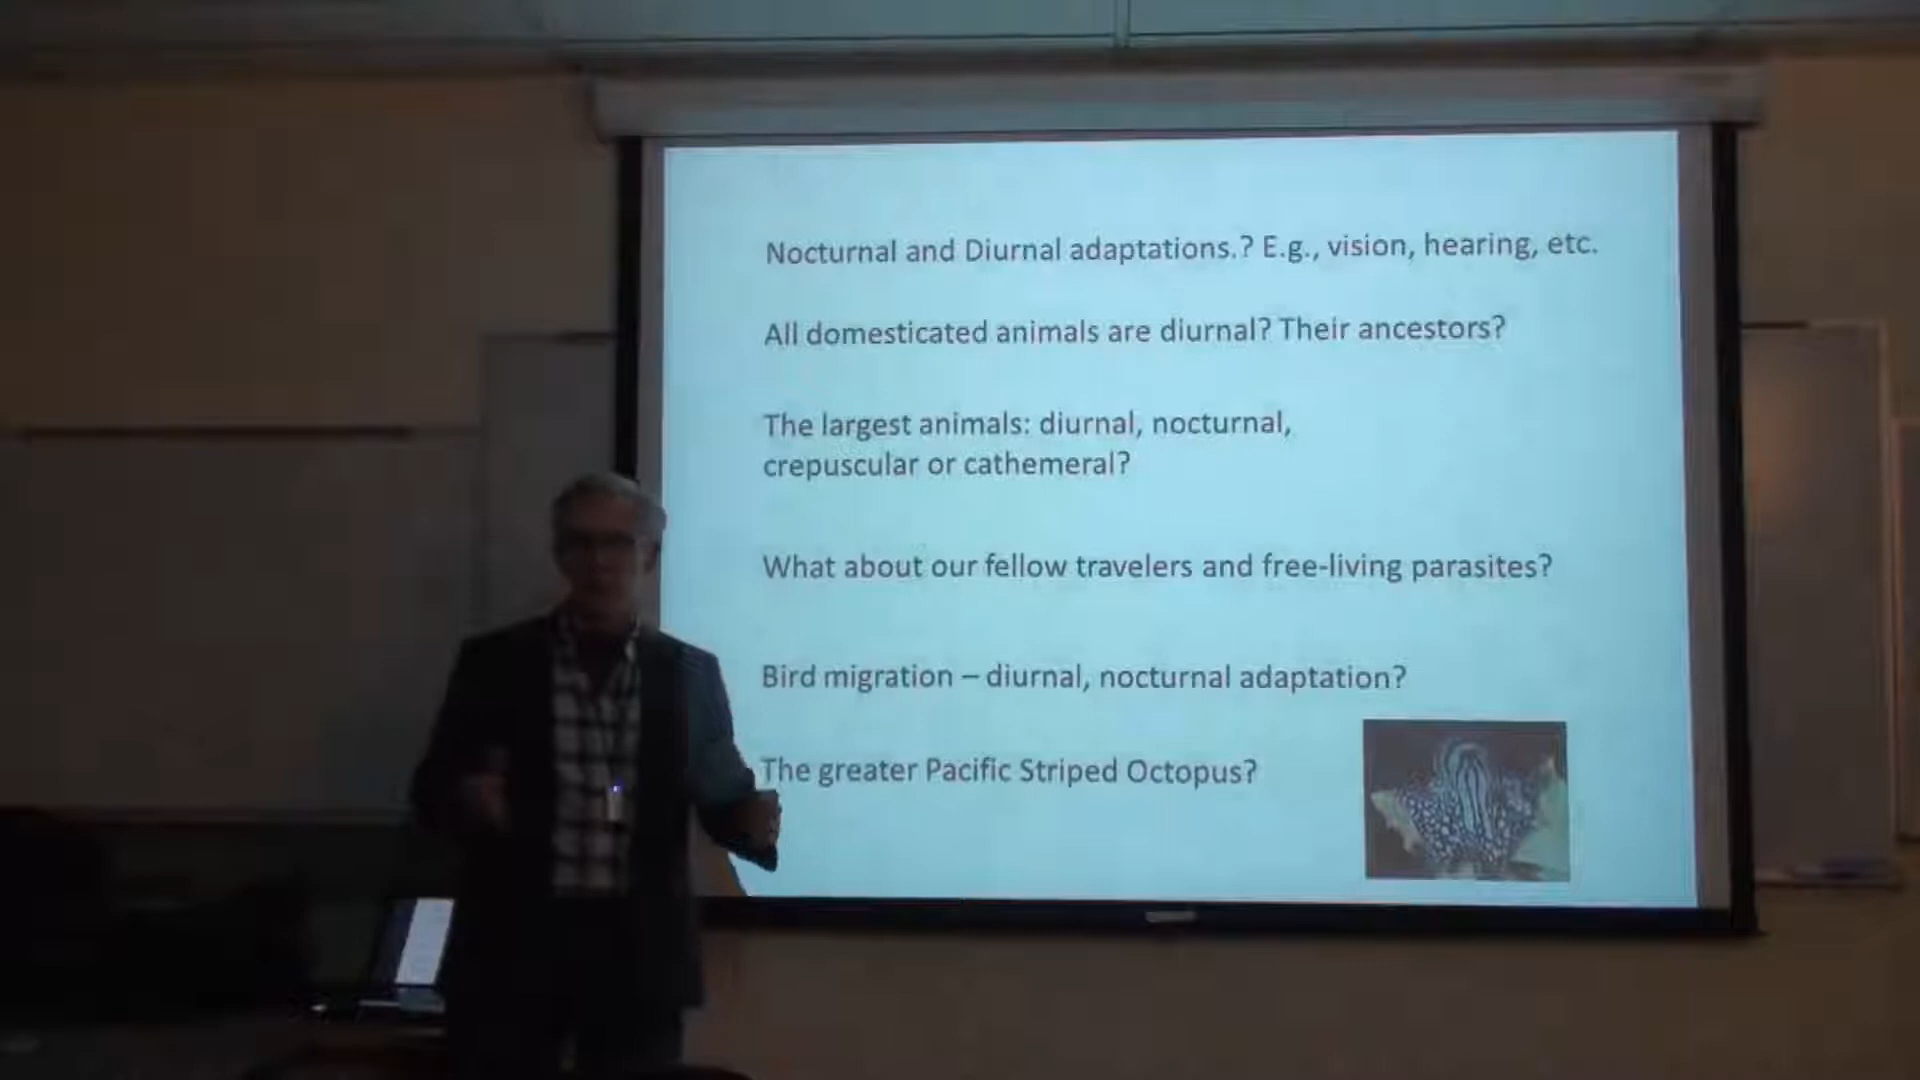 Nocturnal and Diurnal adaptations.? E.g., vision, hearing, etc.
All domesticated animals are diurnal? Their ancestors?
The largest animals: diurnal, nocturnal,
crepuscular or cathemeral?
What about our fellow travelers and free-living parasites?
Bird migration – diurnal, nocturnal adaptation?
The greater Pacific Striped Octopus?